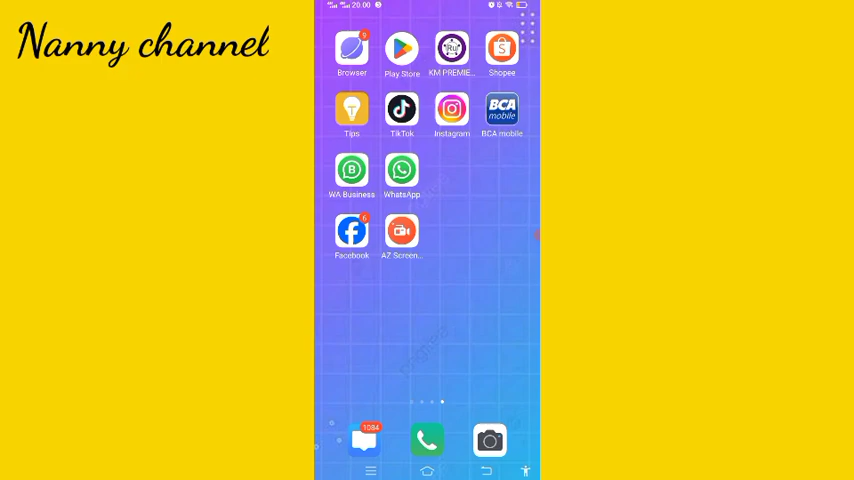 Nanny channel
20.00
9
Browser
Play Store
Ru
KM PREMIE...
S
Shopee
T
Tips
TikTok
Instagram
BCA
mobile
BCA mobile
B
WA Business
WhatsApp
6
Facebook
AZ Screen...
1084